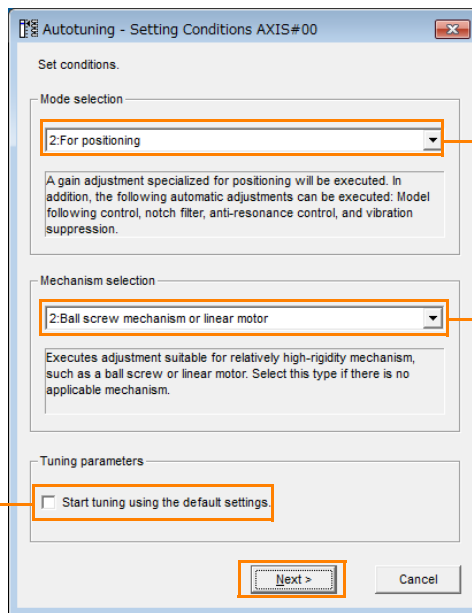 Autotuning - Setting Conditions AXIS#00
Set conditions.
Mode selection
2:For positioning
A gain adjustment specialized for positioning will be executed. In
addition, the following automatic adjustments can be executed: Model
following control, notch filter, anti-resonance control, and vibration
suppression.
Mechanism selection
2:Ball screw mechanism or linear motor
Executes adjustment suitable for relatively high-rigidity mechanism,
such as a ball screw or linear motor. Select this type if there is no
applicable mechanism.
Tuning parameters
Start tuning using the default settings.
Next >
Cancel